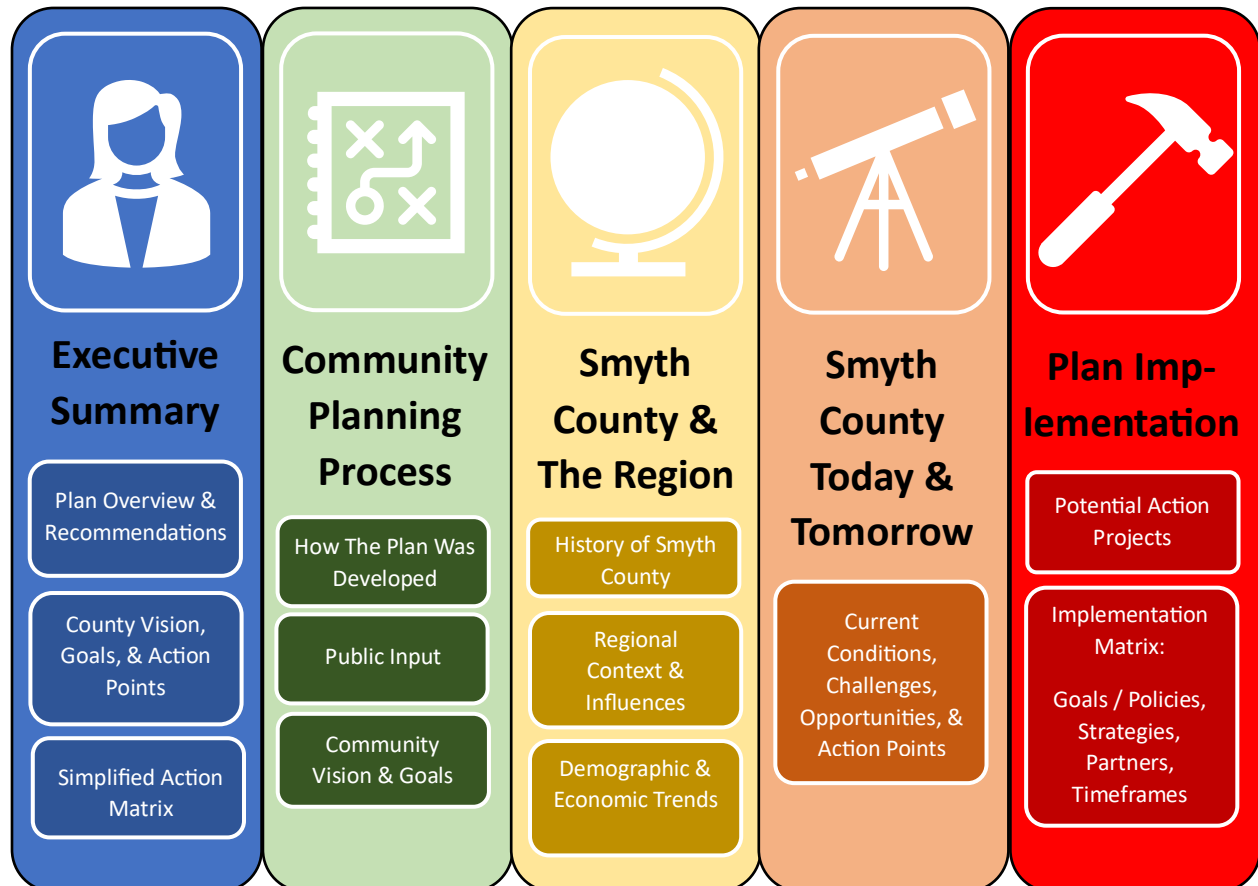 Executive
Summary
Plan Overview &
Recommendations
County Vision,
Goals, & Action
Points
Simplified Action
Matrix
Community
Planning
Process
How The Plan Was
Developed
Public Input
Community
Vision & Goals
Smyth
County &
The Region
History of Smyth
County
Regional
Context &
Influences
Demographic &
Economic Trends
Smyth
County
Today &
Tomorrow
Current
Conditions,
Challenges,
Opportunities, &
Action Points
Plan Imp-
lementation
Potential Action
Projects
Implementation
Matrix:
Goals / Policies,
Strategies,
Partners,
Timeframes